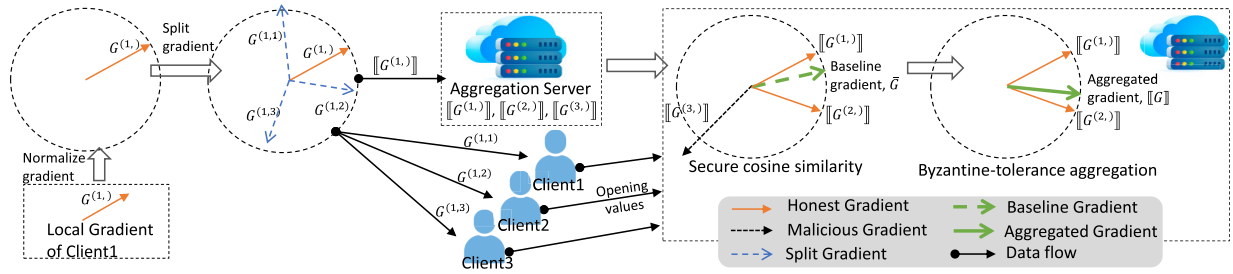 Normalize
gradient
G^(1,)
Local Gradient
of Client1
Split
gradient
G^(1,1)
G^(1,)
G^(1,2)
G^(1,3)
⟦G^(1,)⟧
Aggregation Server
⟦G^(1,)⟧, ⟦G^(2,)⟧, ⟦G^(3,)⟧
G^(1,1)
G^(1,2)
G^(1,3)
Client1
Client2
Client3
Opening
values
⟦G^(1,)⟧
Baseline
gradient, Ḡ
⟦G^(2,)⟧
⟦G^(3,)⟧
Secure cosine similarity
⟦G^(1,)⟧
Aggregated
gradient, ⟦G⟧
⟦G^(2,)⟧
Byzantine-tolerance aggregation
Honest Gradient
Malicious Gradient
Split Gradient
Baseline Gradient
Aggregated Gradient
Data flow